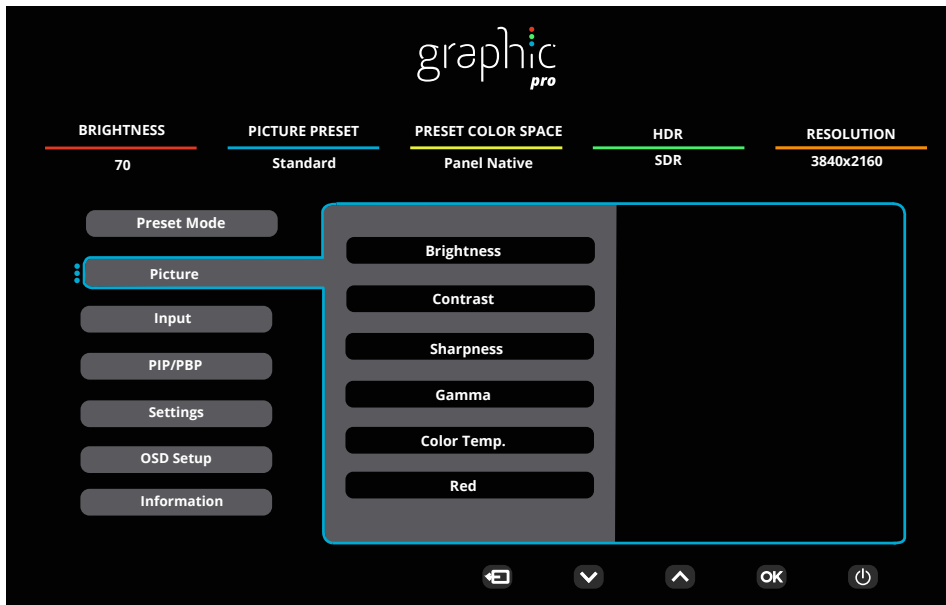 graphic
pro
BRIGHTNESS PICTURE PRESET PRESET COLOR SPACE HDR RESOLUTION
70 Standard Panel Native SDR 3840x2160
Preset Mode
Picture
Input
PIP/PBP
Settings
OSD Setup
Information
Brightness
Contrast
Sharpness
Gamma
Color Temp.
Red
OK